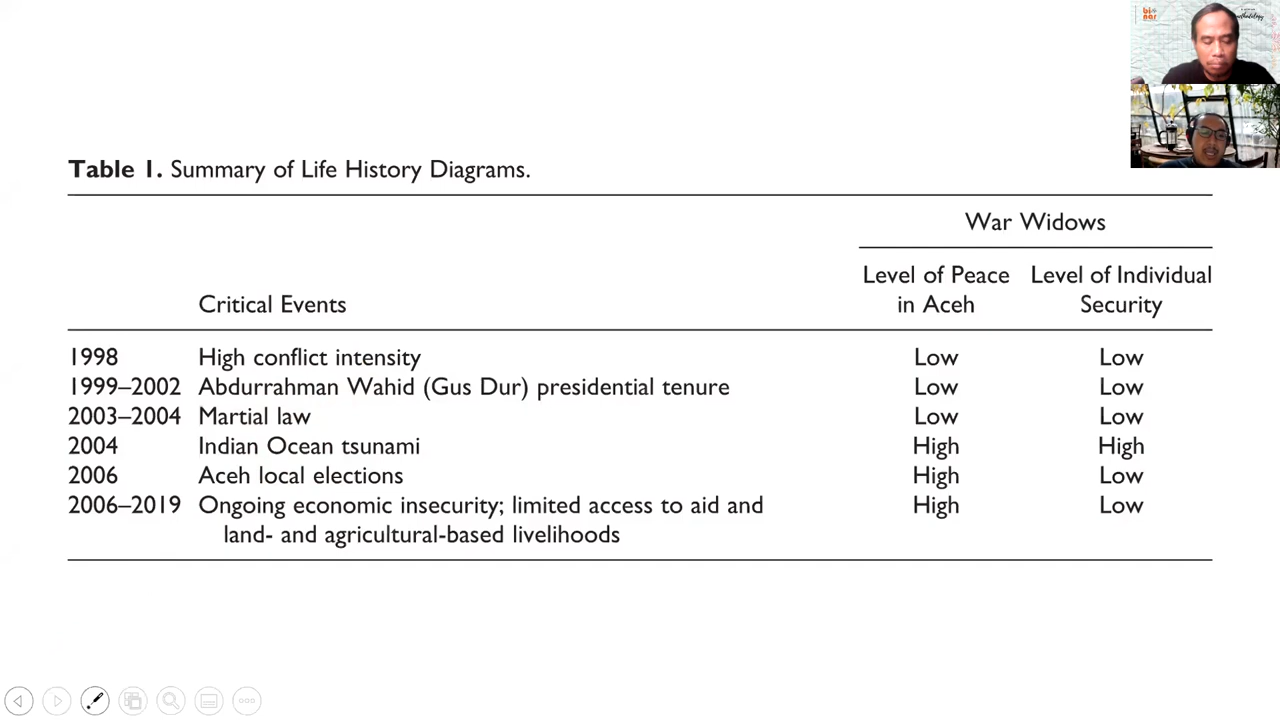 bi
nar
methodology
Table 1. Summary of Life History Diagrams.
War Widows
Level of Peace Level of Individual
Critical Events in Aceh Security
1998 High conflict intensity Low Low
1999–2002 Abdurrahman Wahid (Gus Dur) presidential tenure Low Low
2003–2004 Martial law Low Low
2004 Indian Ocean tsunami High High
2006 Aceh local elections High Low
2006–2019 Ongoing economic insecurity; limited access to aid and High Low
land- and agricultural-based livelihoods